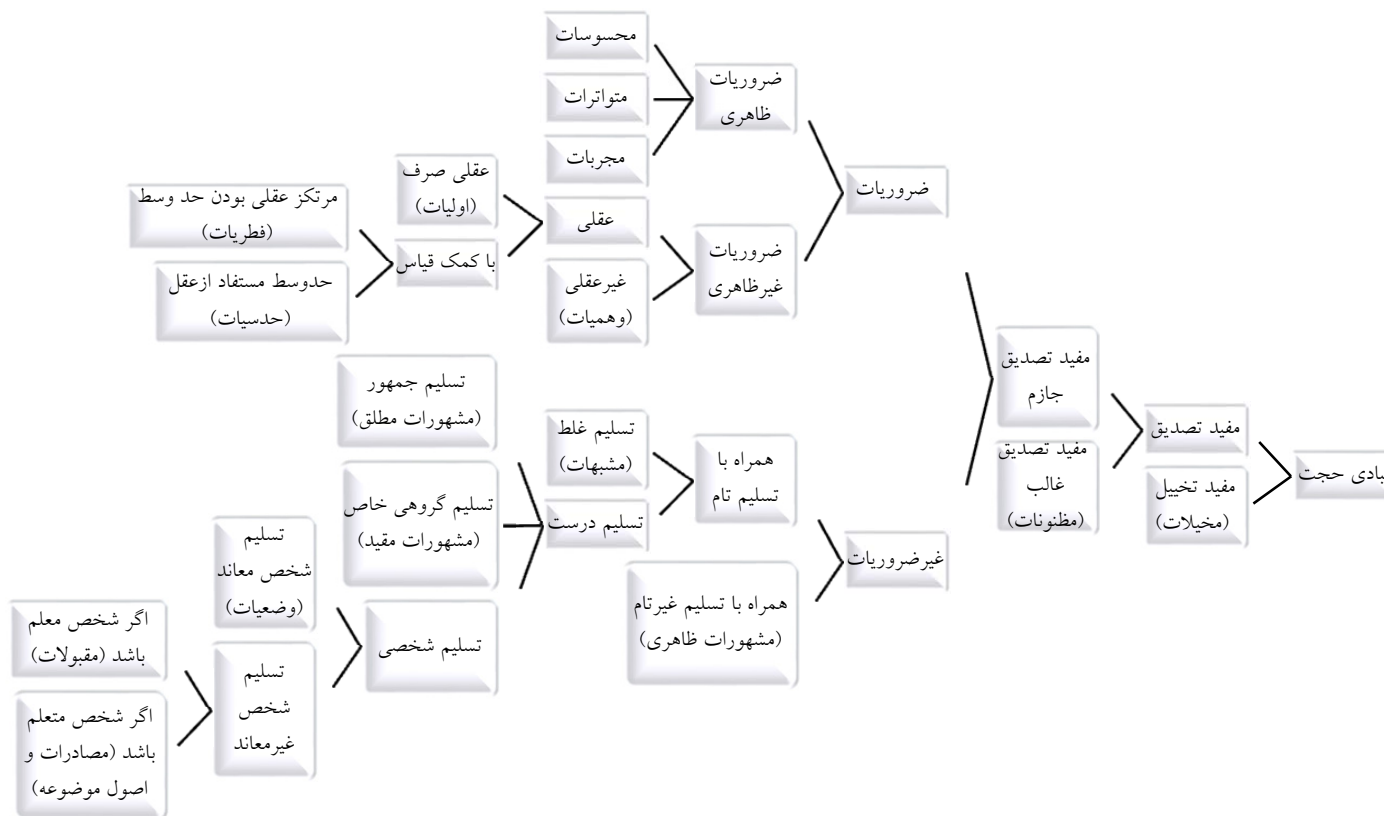 بادی حجت
مفید تصدیق
مفید تخییل
(مخیلات)
مفید تصدیق
جازم
مفید تصدیق
غالب
(مظنونات)
ضروریات
ضروریات
ظاهری
محسوسات
متواترات
مجربات
ضروریات
غیرظاهری
عقلی
عقلی صرف
(اولیات)
با کمک قیاس
مرتکز عقلی بودن حد وسط
(فطریات)
حدوسط مستفاد ازعقل
(حدسیات)
غیرعقلی
(وهمیات)
غیرضروریات
همراه با
تسلیم تام
تسلیم غلط
(مشبهات)
تسلیم درست
تسلیم جمهور
(مشهورات مطلق)
تسلیم گروهی خاص
(مشهورات مقید)
تسلیم شخصی
تسلیم
شخص معاند
(وضعیات)
تسلیم
شخص
غیرمعاند
اگر شخص معلم
باشد (مقبولات)
اگر شخص متعلم
باشد (مصادرات و
اصول موضوعه)
همراه با تسلیم غیرتام
(مشهورات ظاهری)